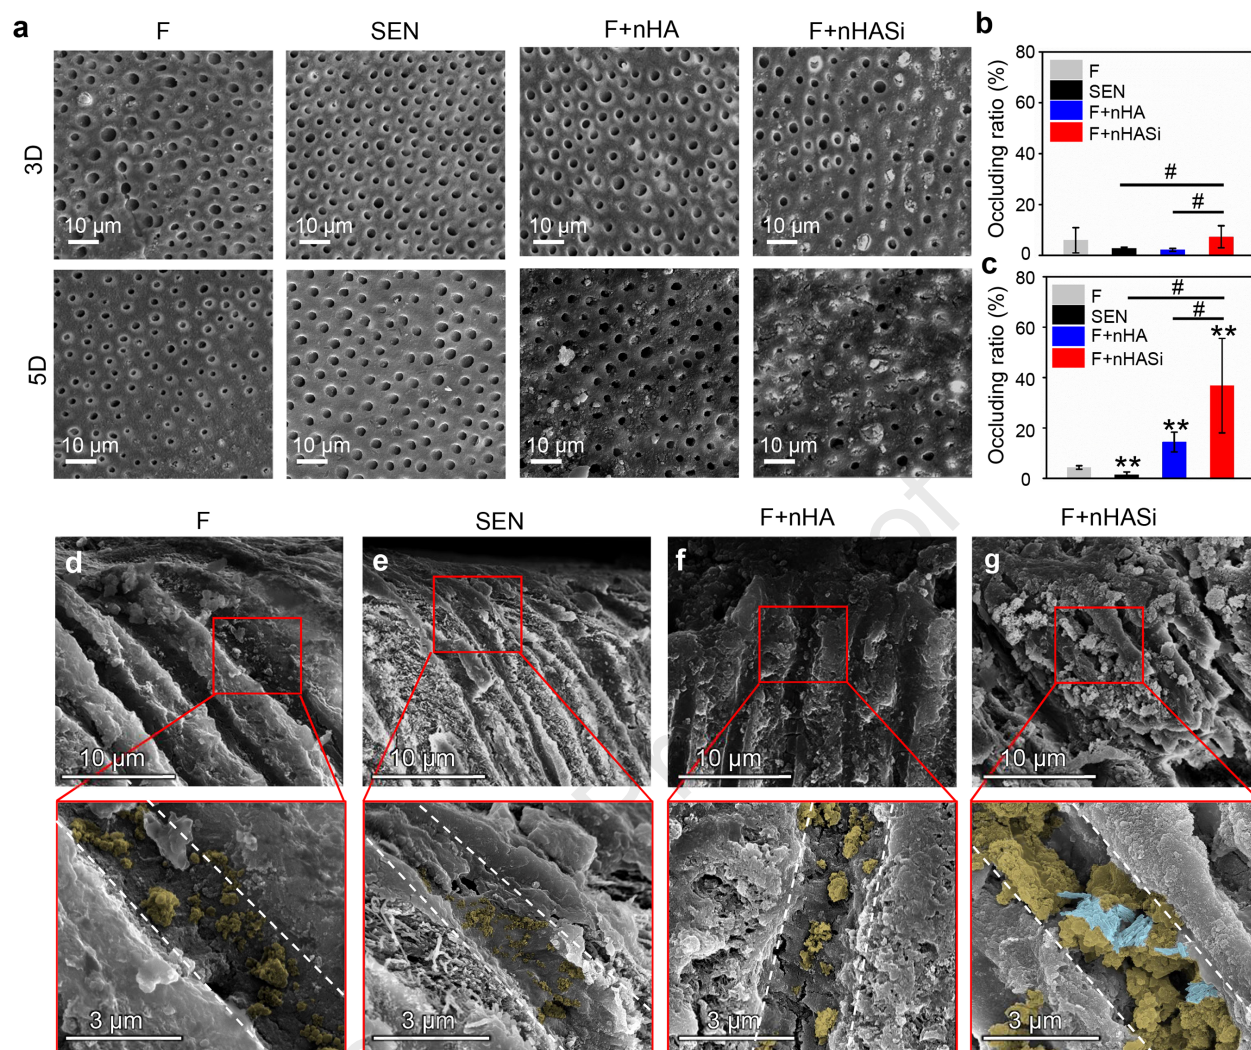 a
F
SEN
F+nHA
F+nHASi
3D
10 µm
10 µm
10 µm
10 µm
5D
10 µm
10 µm
10 µm
10 µm
b
Occluding ratio (%)
80
60
40
20
0
F
SEN
F+nHA
F+nHASi
#
#
c
Occluding ratio (%)
80
60
40
20
0
F
SEN
F+nHA
F+nHASi
#
#
**
**
**
F
SEN
F+nHA
F+nHASi
d
10 µm
e
10 µm
f
10 µm
g
10 µm
3 µm
3 µm
3 µm
3 µm
of